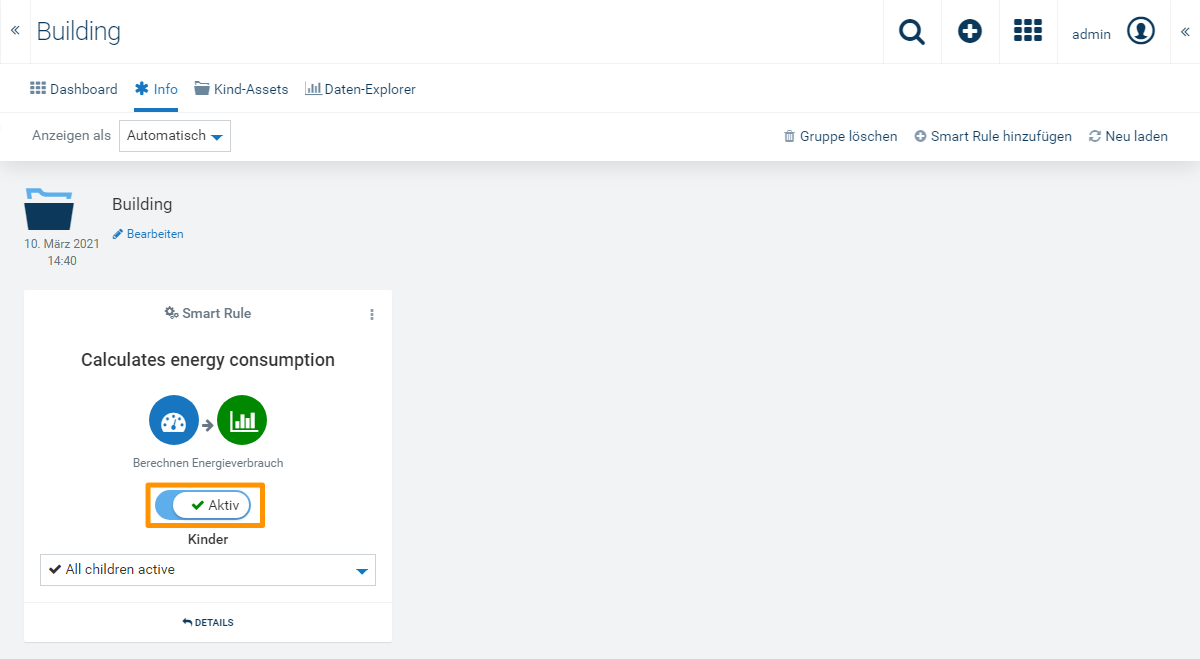 Building
admin
Dashboard
Info
Kind-Assets
Daten-Explorer
Anzeigen als
Automatisch
Gruppe löschen
Smart Rule hinzufügen
Neu laden
Building
Bearbeiten
10. März 2021
14:40
Smart Rule
Calculates energy consumption
Berechnen Energieverbrauch
Aktiv
Kinder
All children active
DETAILS